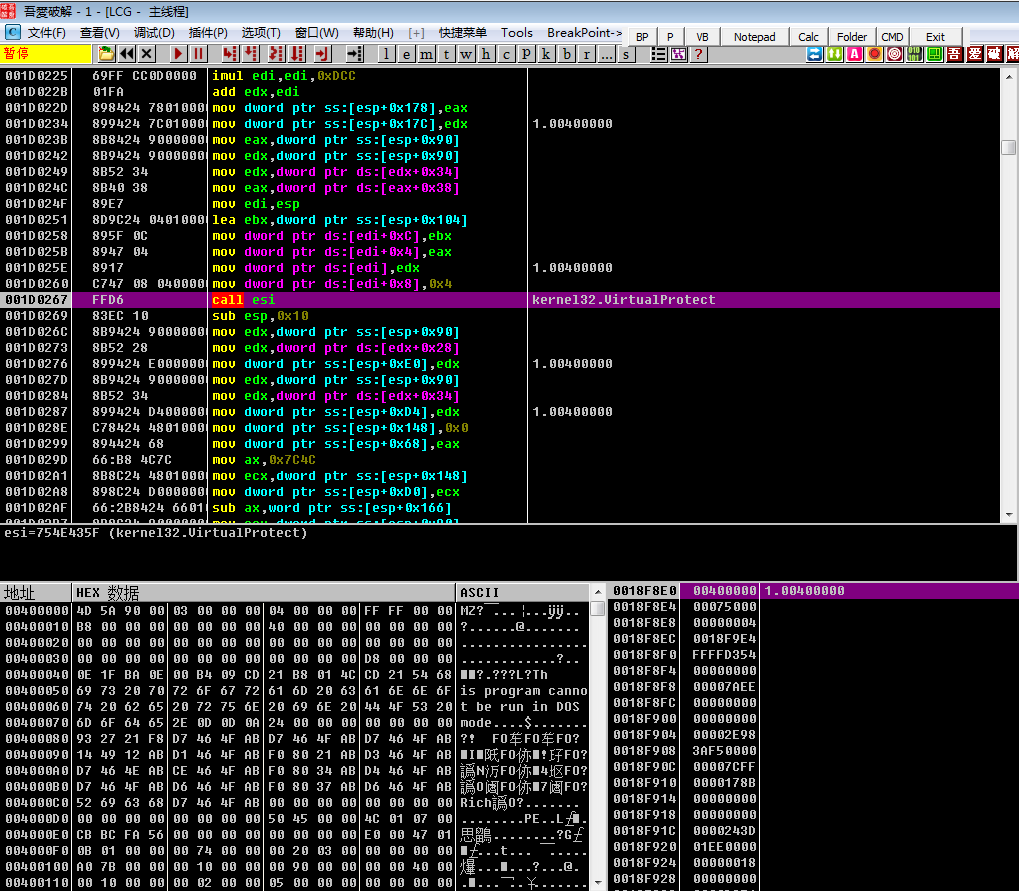 吾愛破解 - 1 - [LCG - 主线程]
文件(F) 查看(V) 调试(D) 插件(P) 选项(T) 窗口(W) 帮助(H) [+] 快捷菜单 Tools BreakPoint-> BP P VB Notepad Calc Folder CMD Exit
暂停 l e m t w h c P k b r ... s ?
001D0225 69FF CC0D0000 imul edi,edi,0xDCC
001D022B 01FA add edx,edi
001D022D 898424 7801000 mov dword ptr ss:[esp+0x178],eax
001D0234 899424 7C01000 mov dword ptr ss:[esp+0x17C],edx 1.00400000
001D023B 8B8424 9000000 mov eax,dword ptr ss:[esp+0x90]
001D0242 8B9424 9000000 mov edx,dword ptr ss:[esp+0x90]
001D0249 8B52 34 mov edx,dword ptr ds:[edx+0x34]
001D024C 8B40 38 mov eax,dword ptr ds:[eax+0x38]
001D024F 89E7 mov edi,esp
001D0251 8D9C24 0401000 lea ebx,dword ptr ss:[esp+0x104]
001D0258 895F 0C mov dword ptr ds:[edi+0xC],ebx
001D025B 8947 04 mov dword ptr ds:[edi+0x4],eax
001D025E 8917 mov dword ptr ds:[edi],edx 1.00400000
001D0260 C747 08 040000 mov dword ptr ds:[edi+0x8],0x4
001D0267 FFD6 call esi kernel32.VirtualProtect
001D0269 83EC 10 sub esp,0x10
001D026C 8B9424 9000000 mov edx,dword ptr ss:[esp+0x90]
001D0273 8B52 28 mov edx,dword ptr ds:[edx+0x28]
001D0276 899424 E000000 mov dword ptr ss:[esp+0xE0],edx 1.00400000
001D027D 8B9424 9000000 mov edx,dword ptr ss:[esp+0x90]
001D0284 8B52 34 mov edx,dword ptr ds:[edx+0x34]
001D0287 899424 D400000 mov dword ptr ss:[esp+0xD4],edx 1.00400000
001D028E C78424 4801000 mov dword ptr ss:[esp+0x148],0x0
001D0299 894424 68 mov dword ptr ss:[esp+0x68],eax
001D029D 66:B8 4C7C mov ax,0x7C4C
001D02A1 8B8C24 4801000 mov ecx,dword ptr ss:[esp+0x148]
001D02A8 898C24 D000000 mov dword ptr ss:[esp+0xD0],ecx
001D02AF 66:2B8424 6601 sub ax,word ptr ss:[esp+0x166]
esi=754E435F (kernel32.VirtualProtect)
地址 HEX 数据 ASCII
00400000 4D 5A 90 00 03 00 00 00 04 00 00 00 FF FF 00 00
00400010 B8 00 00 00 00 00 00 00 40 00 00 00 00 00 00 00 ?.......@.......
00400020 00 00 00 00 00 00 00 00 00 00 00 00 00 00 00 00 ................
00400030 00 00 00 00 00 00 00 00 00 00 00 00 D8 00 00 00 ............?..
00400040 0E 1F BA 0E 00 B4 09 CD 21 B8 01 4C CD 21 54 68
00400050 69 73 20 70 72 6F 67 72 61 6D 20 63 61 6E 6E 6F is program canno
00400060 74 20 62 65 20 72 75 6E 20 69 6E 20 44 4F 53 20 t be run in DOS
00400070 6D 6F 64 65 2E 0D 0D 0A 24 00 00 00 00 00 00 00 mode....$.......
00400080 93 27 21 F8 D7 46 4F AB D7 46 4F AB D7 46 4F AB
00400090 14 49 12 AB D1 46 4F AB F0 80 21 AB D3 46 4F AB
004000A0 D7 46 4E AB CE 46 4F AB F0 80 34 AB D4 46 4F AB
004000B0 D7 46 4F AB D6 46 4F AB F0 80 37 AB D6 46 4F AB
004000C0 52 69 63 68 D7 46 4F AB 00 00 00 00 00 00 00 00
004000D0 00 00 00 00 00 00 00 00 50 45 00 00 4C 01 07 00
004000E0 CB BC FA 56 00 00 00 00 00 00 00 00 E0 00 47 01
004000F0 0B 01 00 00 00 74 00 00 00 20 03 00 00 00 00 00
00400100 A0 7B 00 00 00 10 00 00 00 90 00 00 00 00 40 00
00400110 00 10 00 00 00 02 00 00 05 00 00 00 00 00 00 00
0018F8E0 00400000 1.00400000
0018F8E4 00075000
0018F8E8 00000004
0018F8EC 0018F9E4
0018F8F0 FFFFD354
0018F8F4 00000000
0018F8F8 00007AEE
0018F8FC 00000000
0018F900 00000000
0018F904 00002E98
0018F908 3AF50000
0018F90C 00007CFF
0018F910 0000178B
0018F914 00000000
0018F918 00000000
0018F91C 0000243D
0018F920 01EE0000
0018F924 00000018
0018F928 00000000